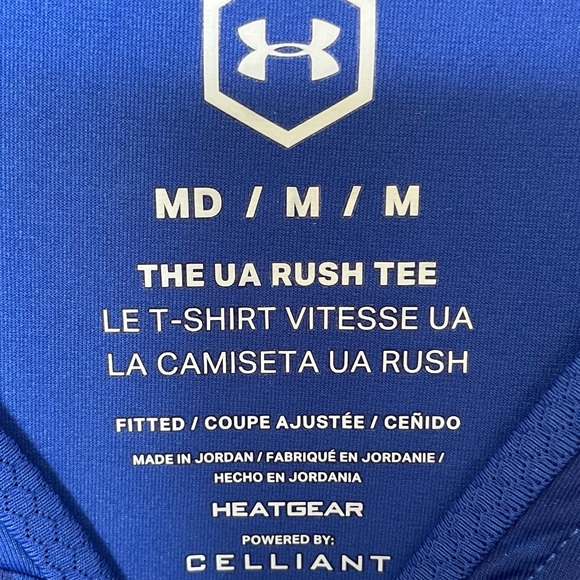 MD / M / M
THE UA RUSH TEE
LE T-SHIRT VITESSE UA
LA CAMISETA UA RUSH
FITTED / COUPE AJUSTÉE / CEÑIDO
MADE IN JORDAN / FABRIQUÉ EN JORDANIE /
HECHO EN JORDANIA
HEATGEAR
POWERED BY:
CELLIANT